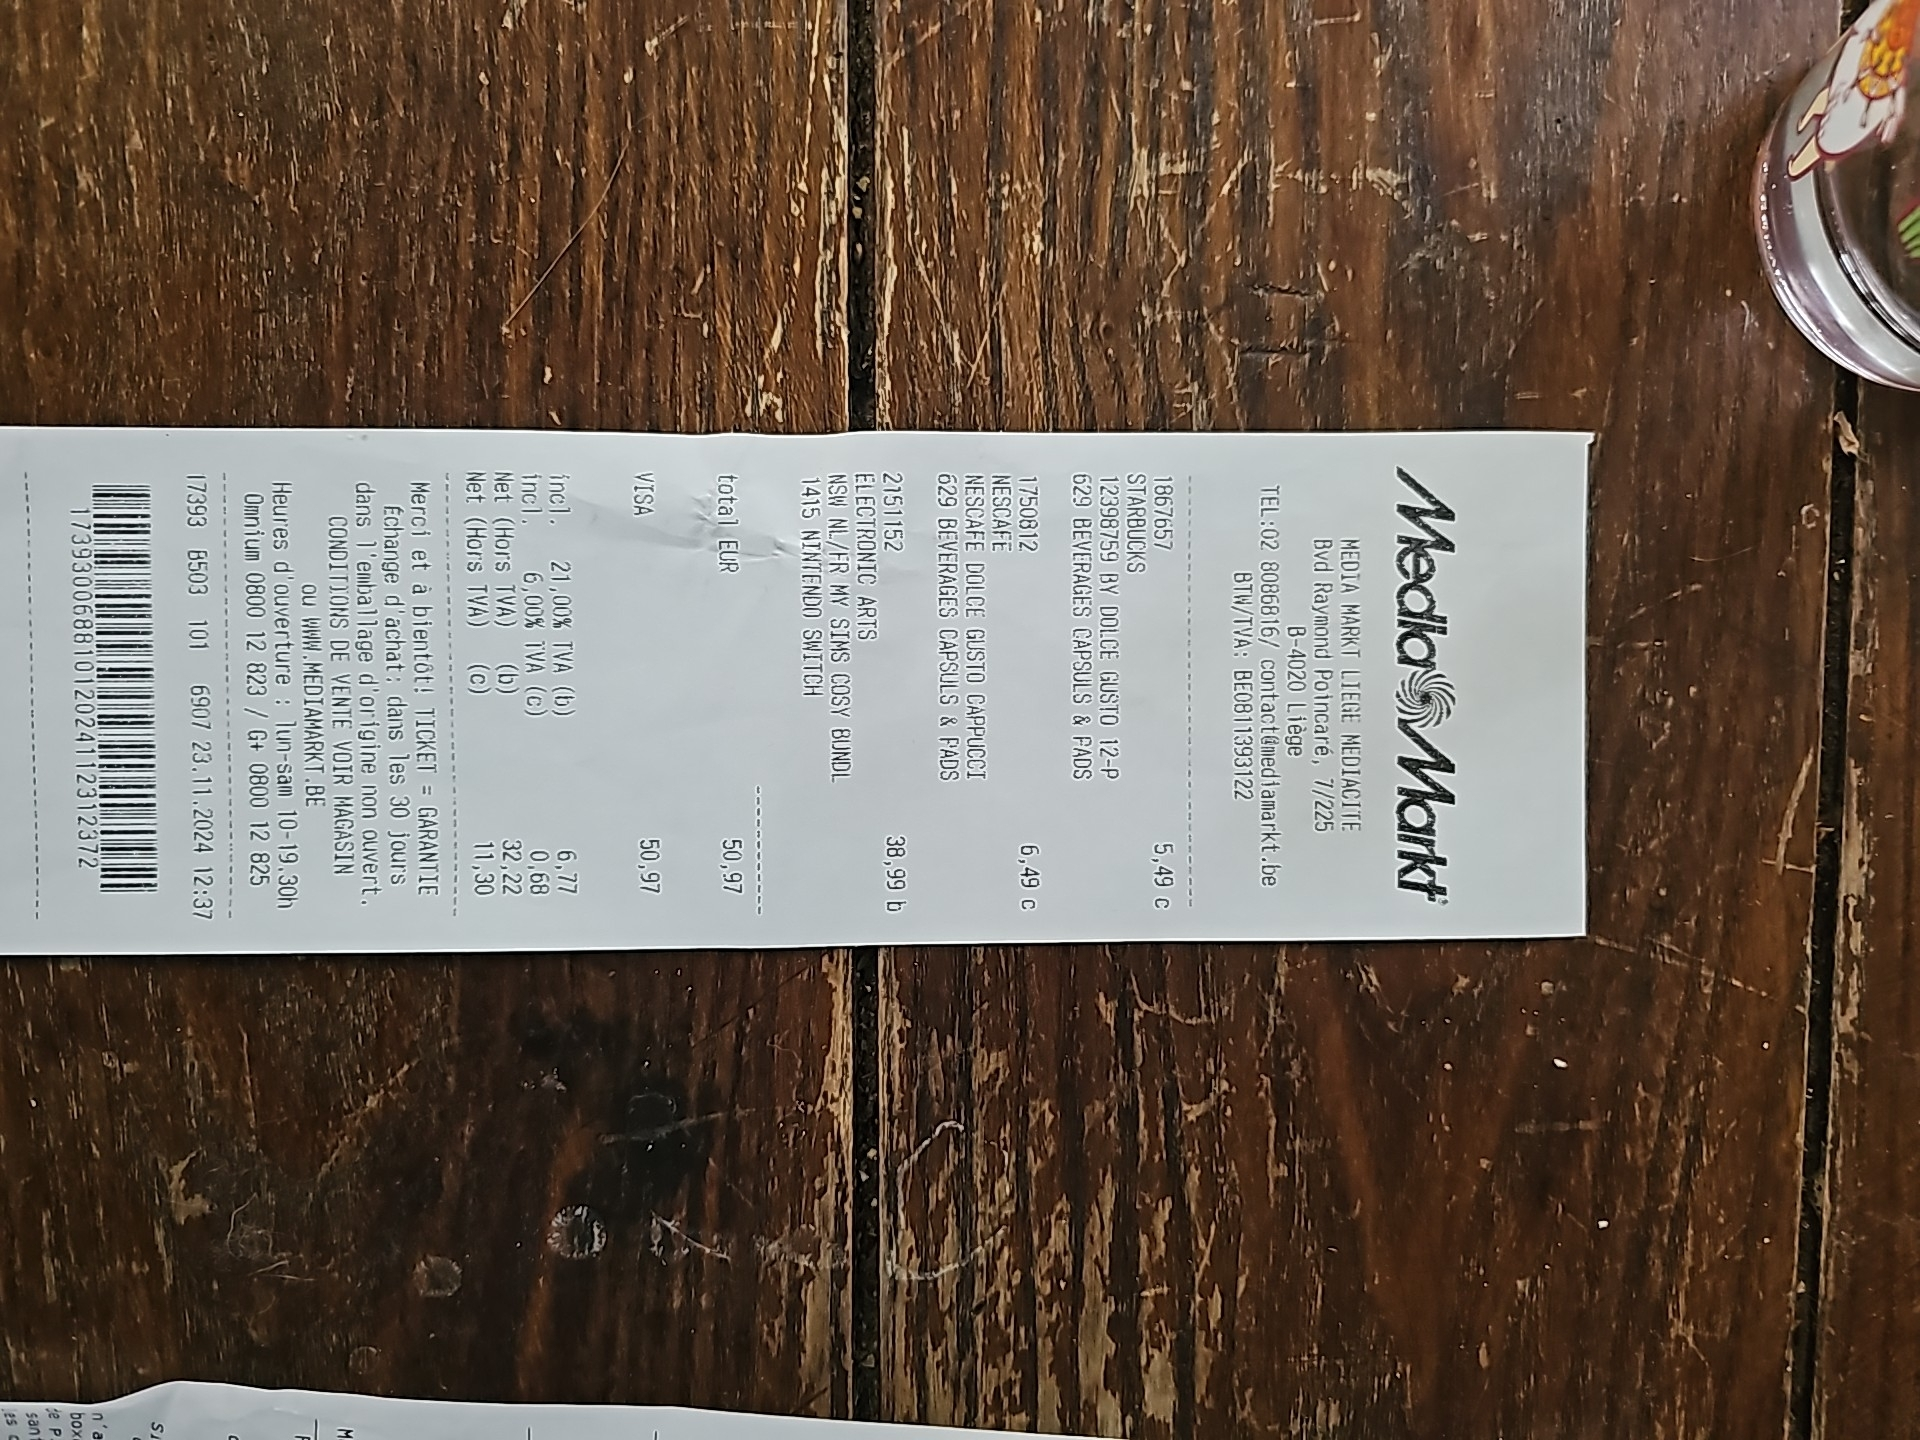 MediaMarkt
MEDIA MARKT LIEGE MEDIACITE
Bvd Raymond Poincaré, 7/225
B-4020 Liège
TEL:02 8086816/ contact@mediamarkt.be
BTW/TVA: BE0811393122
1867657 5,49 c
STARBUCKS
12398759 BY DOLCE GUSTO 12-P
629 BEVERAGES CAPSULS & PADS
1750812 6,49 c
NESCAFE
NESCAFE DOLCE GUSTO CAPPUCCI
629 BEVERAGES CAPSULS & PADS
2151152 38,99 b
ELECTRONIC ARTS
NSW NL/FR MY SIMS COSY BUNDL
1415 NINTENDO SWITCH
total EUR 50,97
VISA 50,97
incl. 21,00% TVA (b) 6,77
incl. 6,00% TVA (c) 0,68
Net (Hors TVA) (b) 32,22
Net (Hors TVA) (c) 11,30
Merci et à bientôt! TICKET = GARANTIE
Echange d'achat: dans les 30 jours
dans l'emballage d'origine non ouvert.
CONDITIONS DE VENTE VOIR MAGASIN
ou WWW.MEDIAMARKT.BE
Heures d'ouverture : lun-sam 10-19.30h
Omnium 0800 12 823 / G+ 0800 12 825
17393 B503 101 6907 23.11.2024 12:37
17393006881012024112312372